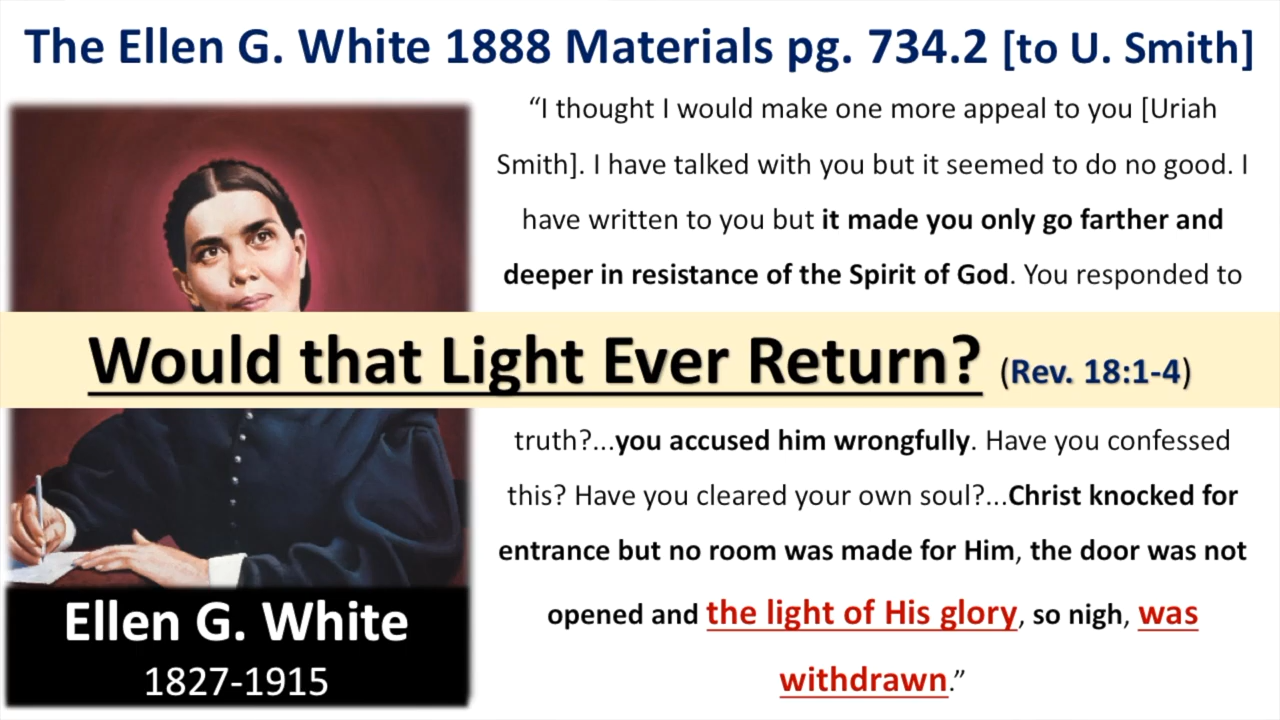 The Ellen G. White 1888 Materials pg. 734.2 [to U. Smith]
“I thought I would make one more appeal to you [Uriah
Smith]. I have talked with you but it seemed to do no good. I
have written to you but it made you only go farther and
deeper in resistance of the Spirit of God. You responded to
Would that Light Ever Return? (Rev. 18:1-4)
truth?...you accused him wrongfully. Have you confessed
this? Have you cleared your own soul?...Christ knocked for
entrance but no room was made for Him, the door was not
opened and the light of His glory, so nigh, was
withdrawn.”
Ellen G. White
1827-1915